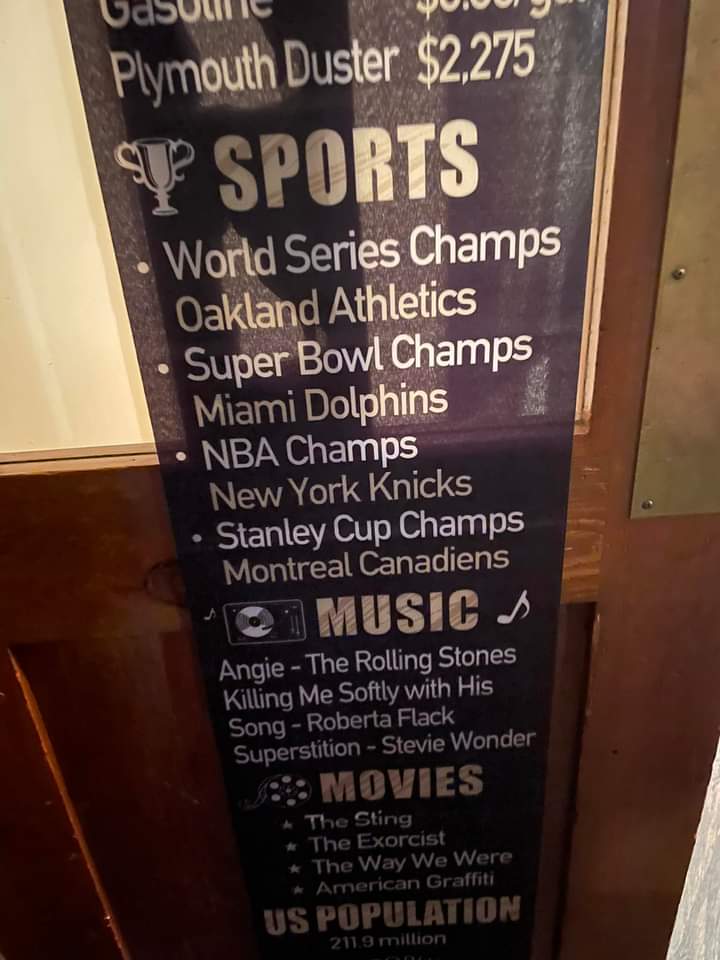 Gasoline
Plymouth Duster $2,275
SPORTS
• World Series Champs
Oakland Athletics
• Super Bowl Champs
Miami Dolphins
• NBA Champs
New York Knicks
• Stanley Cup Champs
Montreal Canadiens
MUSIC
Angie - The Rolling Stones
Killing Me Softly with His
Song - Roberta Flack
Superstition - Stevie Wonder
MOVIES
★ The Sting
★ The Exorcist
★ The Way We Were
★ American Graffiti
US POPULATION
211.9 million